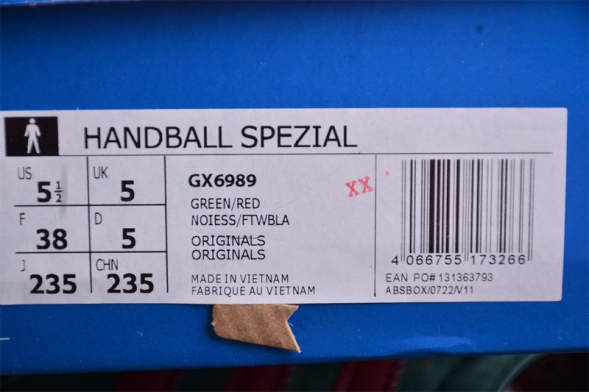 HANDBALL SPEZIAL
US 5½ UK 5
F 38 D 5
J 235 CHN 235
GX6989
GREEN/RED
NOIESS/FTWBLA
ORIGINALS
ORIGINALS
MADE IN VIETNAM
FABRIQUE AU VIETNAM
XX
4 066755 173266
EAN PO# 131363793
ABSBOX/0722/V11